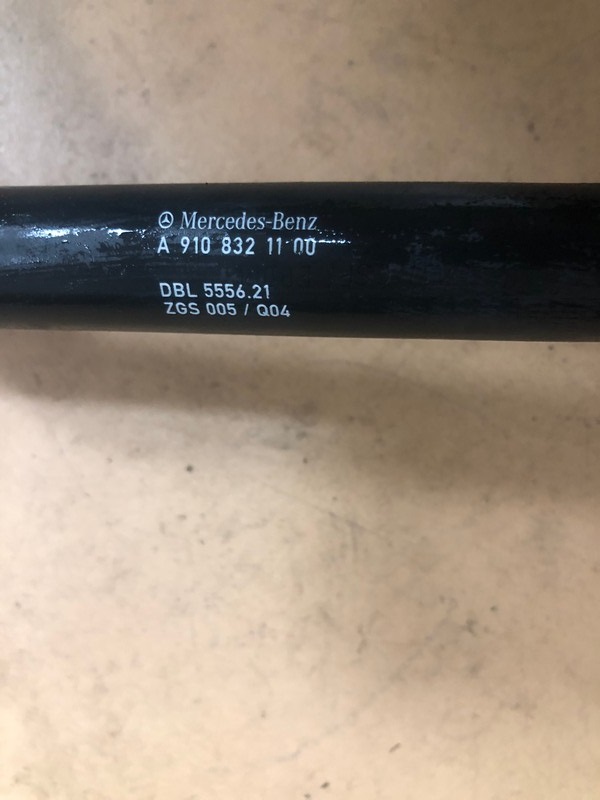 Mercedes-Benz
A 910 832 11 00
DBL 5556.21
ZGS 005 / Q04